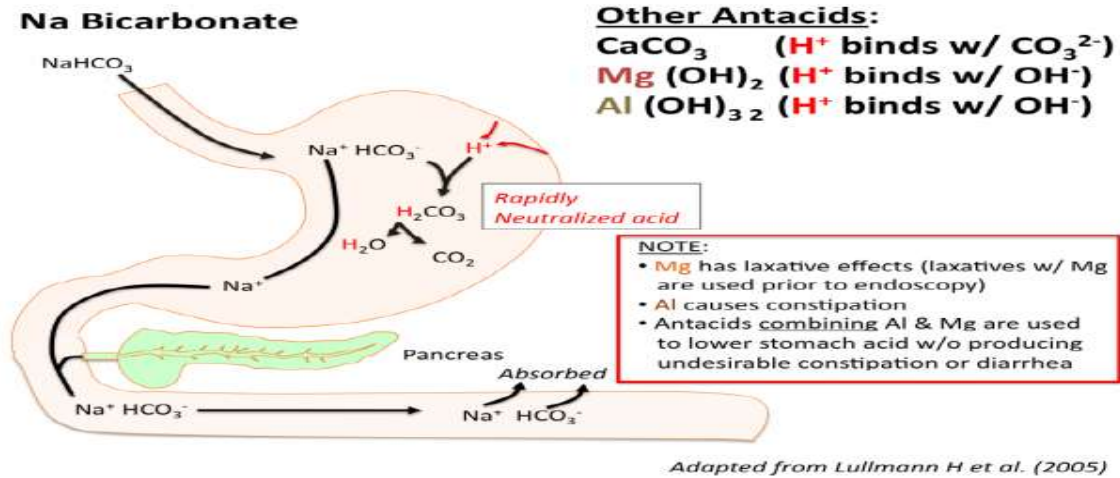 Na Bicarbonate
NaHCO₃
Na⁺ HCO₃⁻
H⁺
H₂CO₃
Rapidly
Neutralized acid
H₂O
CO₂
Na⁺
Pancreas
Absorbed
Na⁺ HCO₃⁻
Na⁺ HCO₃⁻
Other Antacids:
CaCO₃ (H⁺ binds w/ CO₃²⁻)
Mg (OH)₂ (H⁺ binds w/ OH⁻)
Al (OH)₃ ₂ (H⁺ binds w/ OH⁻)
NOTE:
• Mg has laxative effects (laxatives w/ Mg
are used prior to endoscopy)
• Al causes constipation
• Antacids combining Al & Mg are used
to lower stomach acid w/o producing
undesirable constipation or diarrhea
Adapted from Lullmann H et al. (2005)